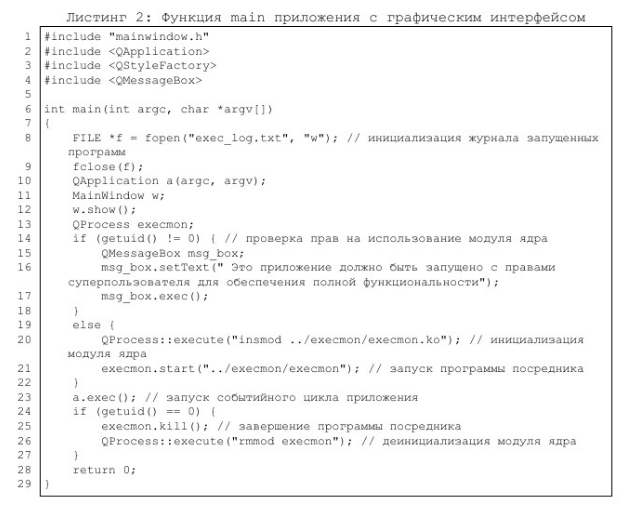 Листинг 2: Функция main приложения с графическим интерфейсом
1 #include "mainwindow.h"
2 #include <QApplication>
3 #include <QStyleFactory>
4 #include <QMessageBox>
5
6 int main(int argc, char *argv[])
7 {
8 FILE *f = fopen("exec_log.txt", "w"); // инициализация журнала запущенных
программ
9 fclose(f);
10 QApplication a(argc, argv);
11 MainWindow w;
12 w.show();
13 QProcess execmon;
14 if (getuid() != 0) { // проверка прав на использование модуля ядра
15 QMessageBox msg_box;
16 msg_box.setText(" Это приложение должно быть запущено с правами
суперпользователя для обеспечения полной функциональности");
17 msg_box.exec();
18 }
19 else {
20 QProcess::execute("insmod ../execmon/execmon.ko"); // инициализация
модуля ядра
21 execmon.start("../execmon/execmon"); // запуск программы посредника
22 }
23 a.exec(); // запуск событийного цикла приложения
24 if (getuid() == 0) {
25 execmon.kill(); // завершение программы посредника
26 QProcess::execute("rmmod execmon"); // деинициализация модуля ядра
27 }
28 return 0;
29 }